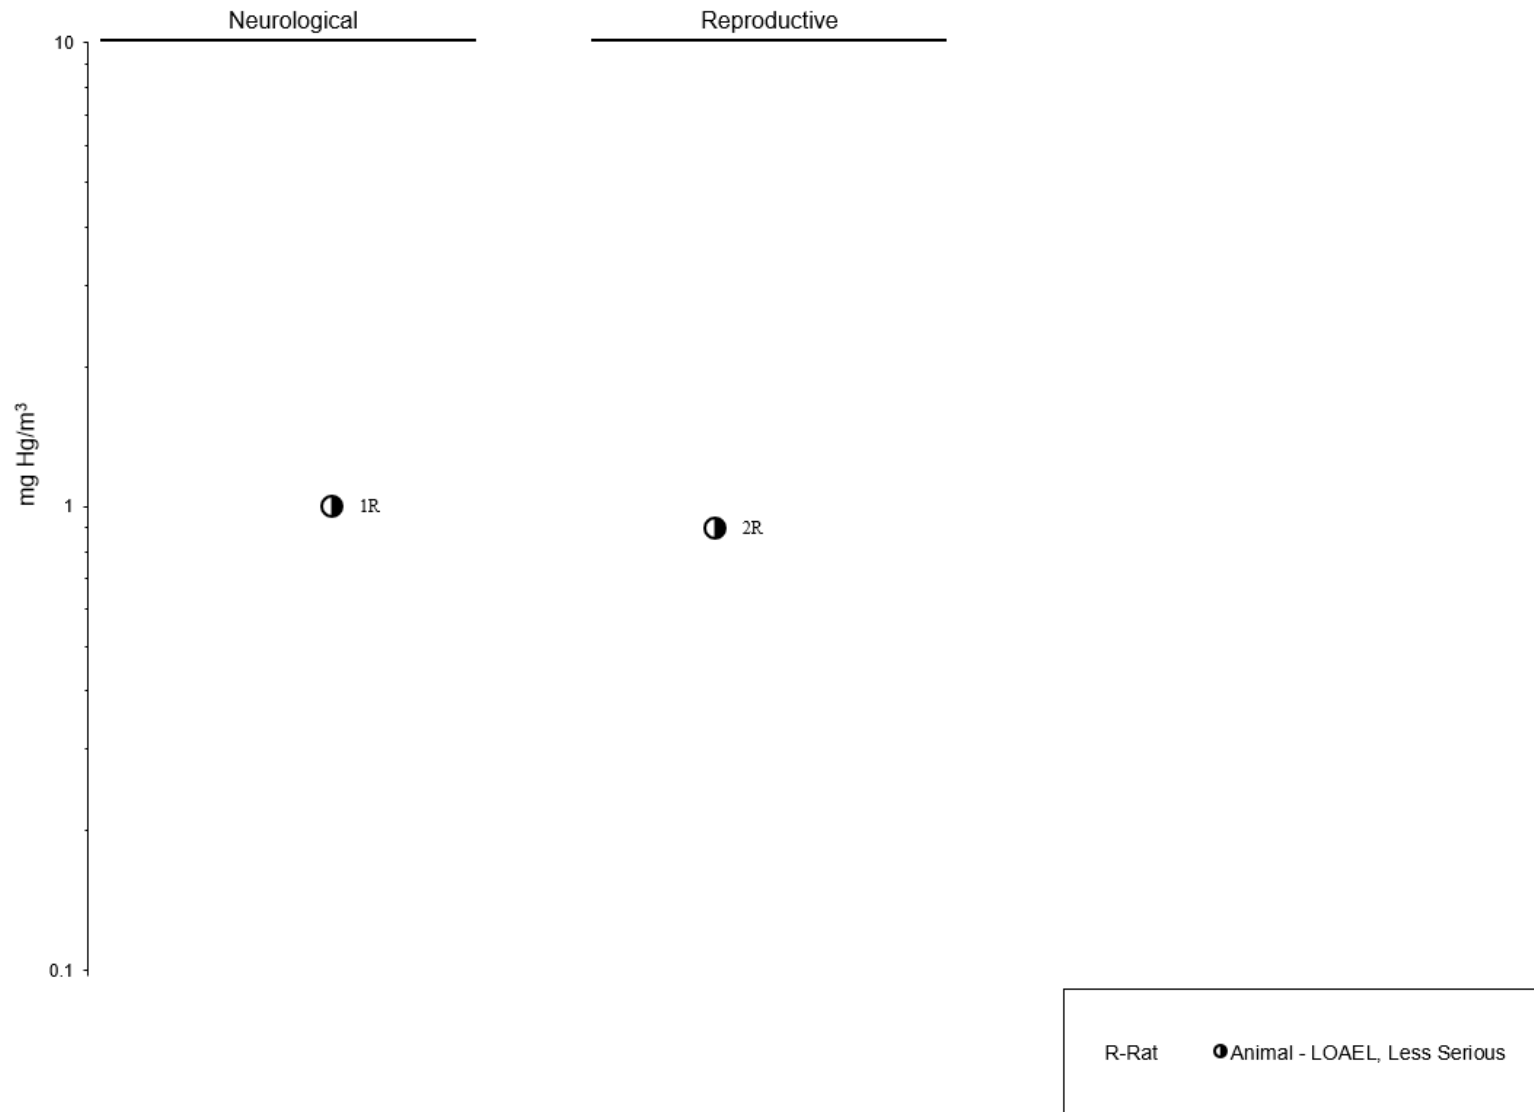 Neurological
Reproductive
10
mg Hg/m³
1
1R
2R
0.1
R-Rat
Animal - LOAEL, Less Serious